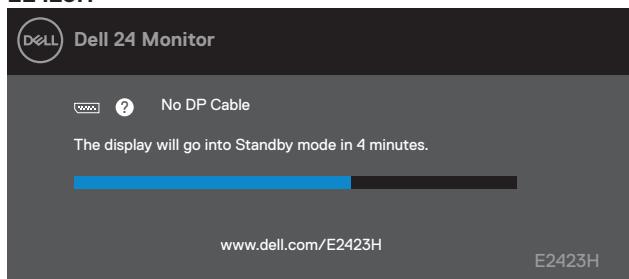 DELL Dell 24 Monitor
? No DP Cable
The display will go into Standby mode in 4 minutes.
www.dell.com/E2423H
E2423H